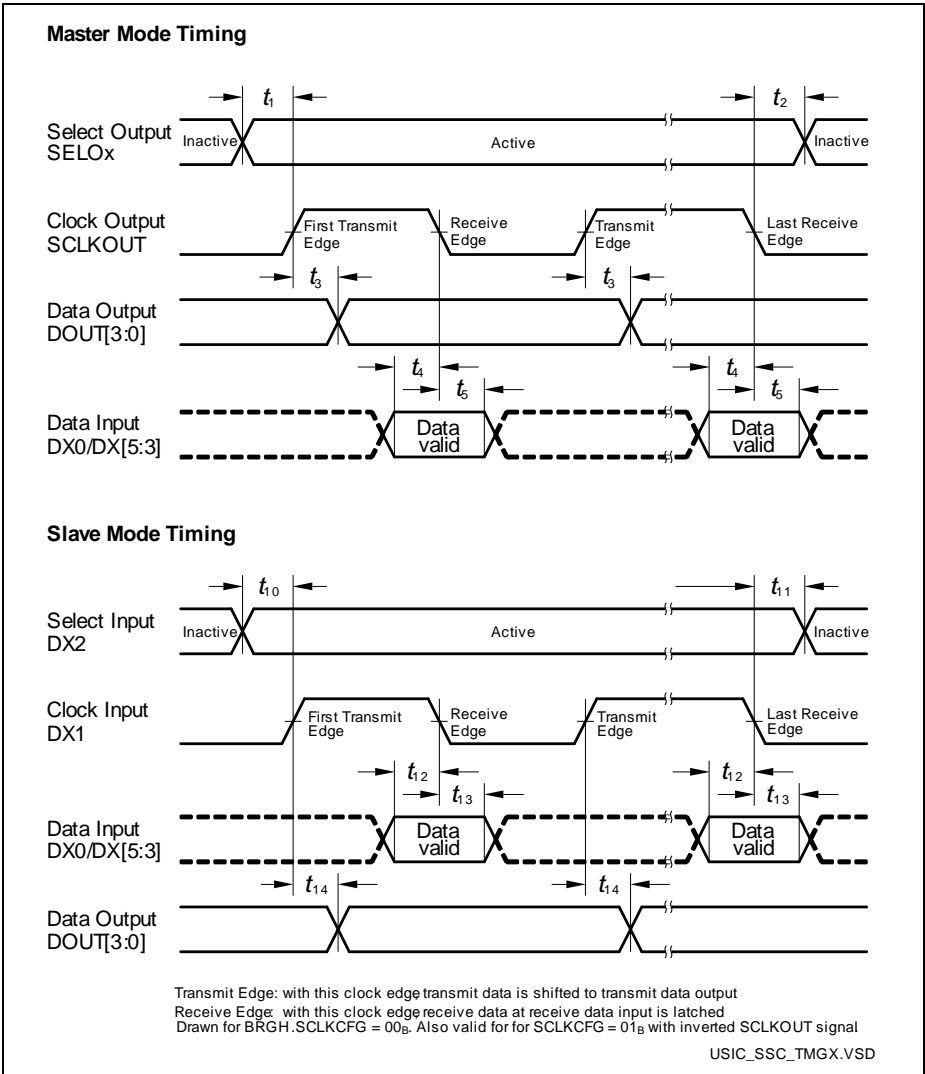 Master Mode Timing
t1
t2
Select Output
SELOx
Inactive
Active
Inactive
Clock Output
SCLKOUT
First Transmit
Edge
Receive
Edge
Transmit
Edge
Last Receive
Edge
t3
t3
Data Output
DOUT[3:0]
t4
t5
t4
t5
Data Input
DX0/DX[5:3]
Data
valid
Data
valid
Slave Mode Timing
t10
t11
Select Input
DX2
Inactive
Active
Inactive
Clock Input
DX1
First Transmit
Edge
Receive
Edge
Transmit
Edge
Last Receive
Edge
t12
t13
t12
t13
Data Input
DX0/DX[5:3]
Data
valid
Data
valid
t14
t14
Data Output
DOUT[3:0]
Transmit Edge: with this clock edge, transmit data is shifted to transmit data output
Receive Edge: with this clock edge, receive data at receive data input is latched
Drawn for BRGH.SCLKCFG = 00B. Also valid for for SCLKCFG = 01B with inverted SCLKOUT signal.
USIC_SSC_TMGX.VSD